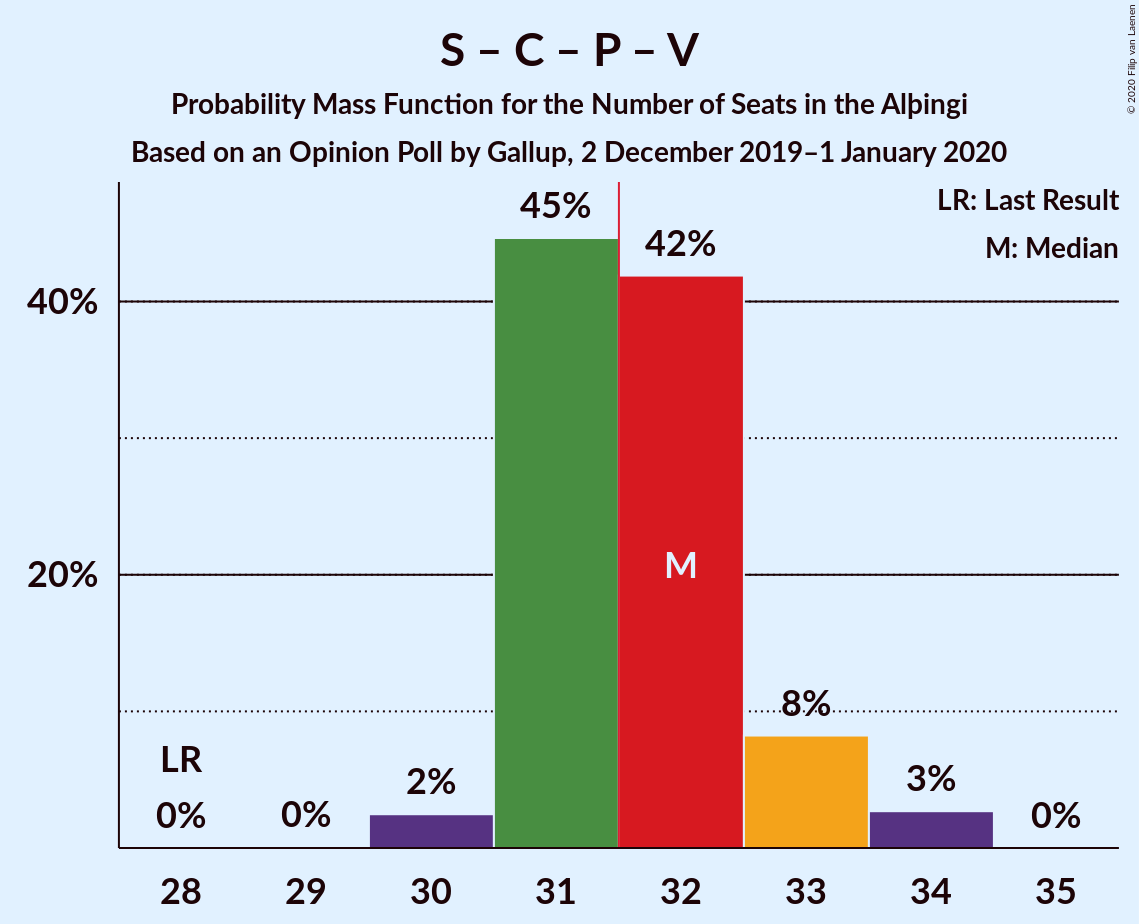 S – C – P – V
Probability Mass Function for the Number of Seats in the Alþingi
Based on an Opinion Poll by Gallup, 2 December 2019–1 January 2020
© 2020 Filip van Laenen
LR: Last Result
M: Median
45%
42%
40%
M
20%
8%
LR
2%
3%
0%
0%
0%
28 29 30 31 32 33 34 35